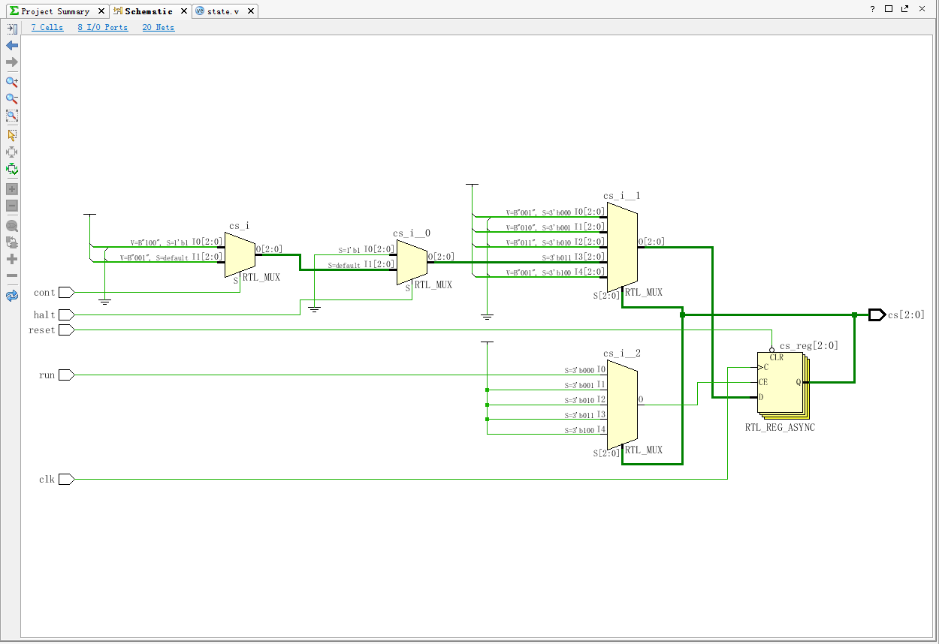 Project Summary × Schematic × state.v ×
? 
7 Cells 8 I/O Ports 20 Nets
cs_i
V=B"100", S=1'b1 I0[2:0]
V=B"001", S=default I1[2:0]
O[2:0]
S RTL_MUX
cs_i__0
S=1'b1 I0[2:0]
S=default I1[2:0]
O[2:0]
S RTL_MUX
cs_i__1
V=B"001", S=3'b000 I0[2:0]
V=B"010", S=3'b001 I1[2:0]
V=B"011", S=3'b010 I2[2:0]
S=3'b011 I3[2:0]
V=B"001", S=3'b100 I4[2:0]
O[2:0]
S[2:0] RTL_MUX
cont
halt
reset
run
clk
cs[2:0]
cs_i__2
S=3'b000 I0
S=3'b001 I1
S=3'b010 I2
S=3'b011 I3
S=3'b100 I4
O
S[2:0] RTL_MUX
cs_reg[2:0]
CLR
C
CE
D
Q
RTL_REG_ASYNC